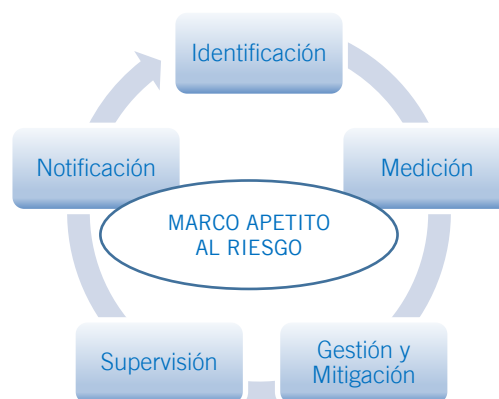 Identificación
Medición
Gestión y
Mitigación
Supervisión
Notificación
MARCO APETITO
AL RIESGO